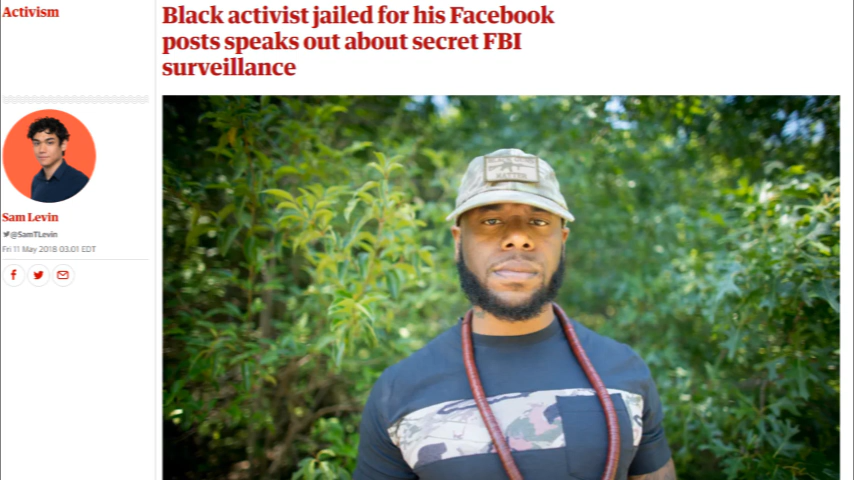 Activism
Black activist jailed for his Facebook
posts speaks out about secret FBI
surveillance
Sam Levin
@SamTLevin
Fri 11 May 2018 03.01 EDT